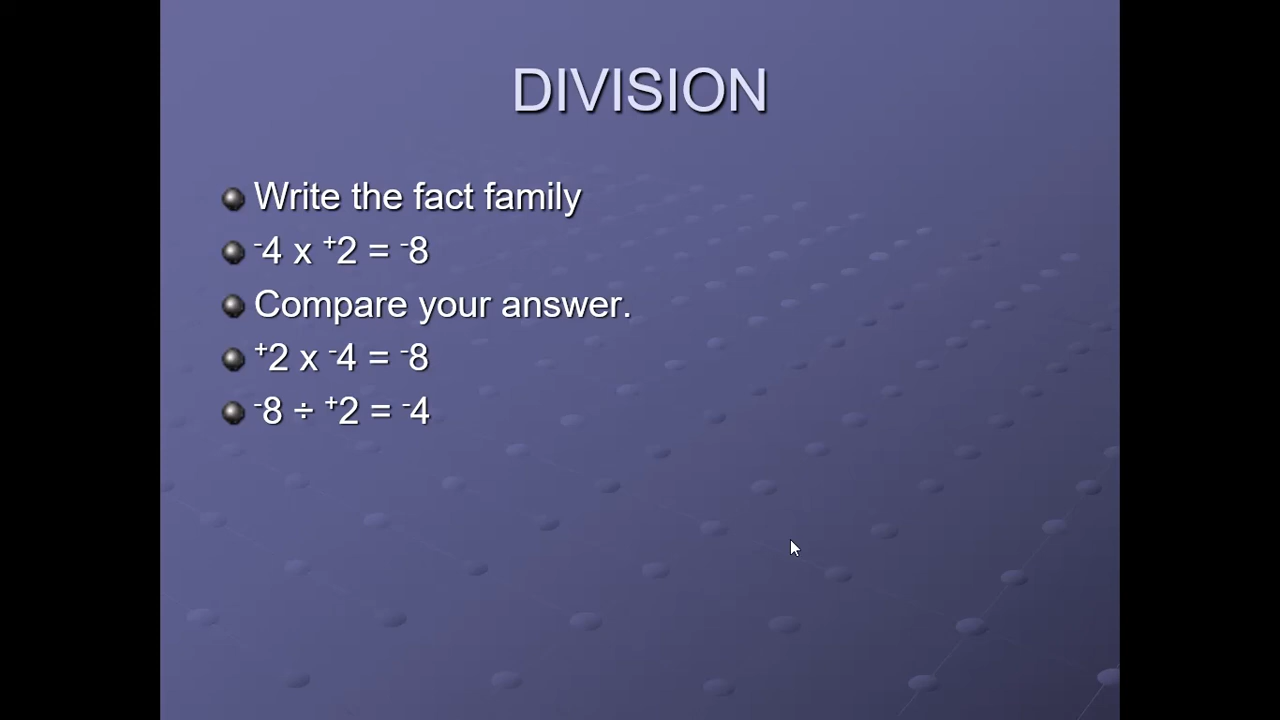 DIVISION
Write the fact family
⁻4 x ⁺2 = ⁻8
Compare your answer.
⁺2 x ⁻4 = ⁻8
⁻8 ÷ ⁺2 = ⁻4